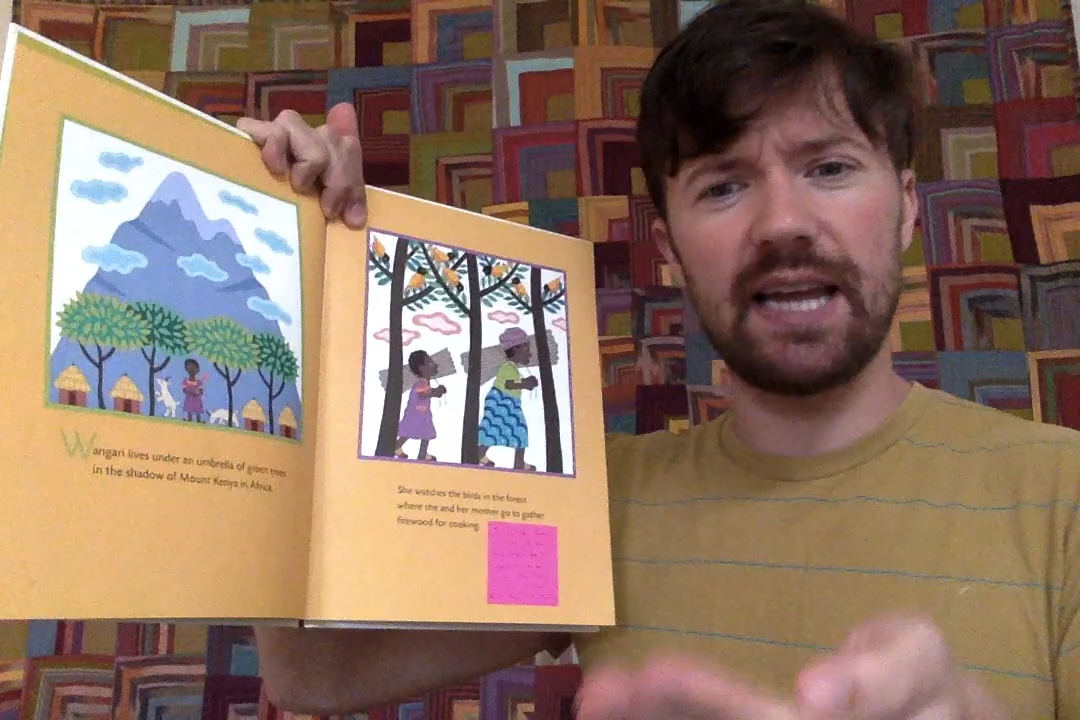 Wangari lives under an umbrella of green trees
in the shadow of Mount Kenya in Africa.
She watches the birds in the forest
where she and her mother go to gather
firewood for cooking.